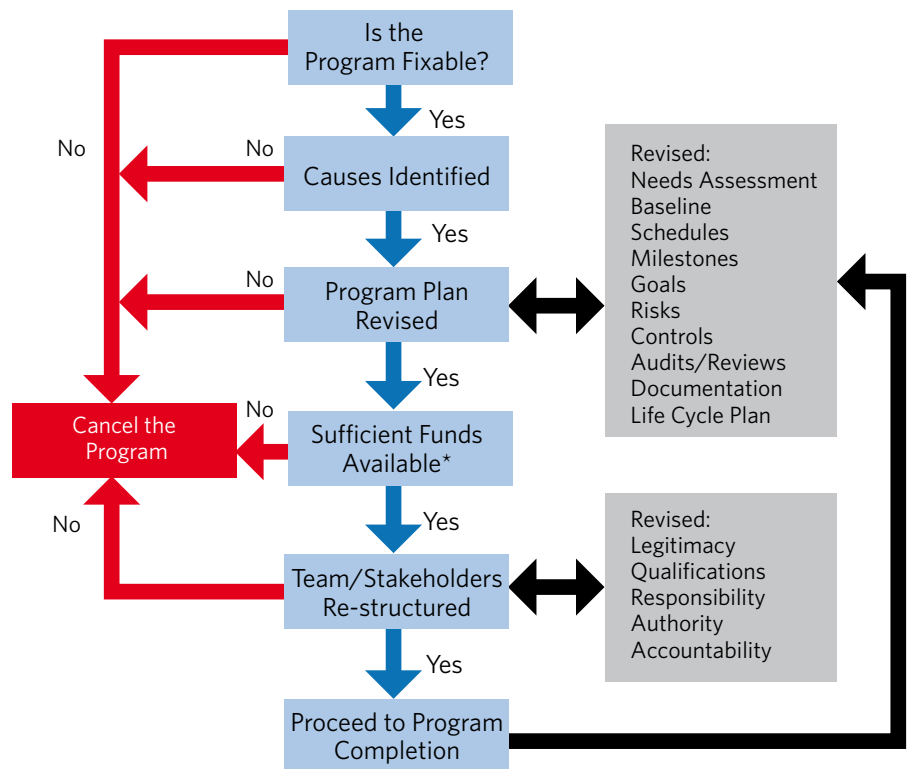 Is the
Program Fixable?
Yes
No
No
Causes Identified
Yes
No
Program Plan
Revised
Yes
Revised:
Needs Assessment
Baseline
Schedules
Milestones
Goals
Risks
Controls
Audits/Reviews
Documentation
Life Cycle Plan
Cancel the
Program
No
Sufficient Funds
Available*
Yes
No
Team/Stakeholders
Re-structured
Yes
Revised:
Legitimacy
Qualifications
Responsibility
Authority
Accountability
Proceed to Program
Completion